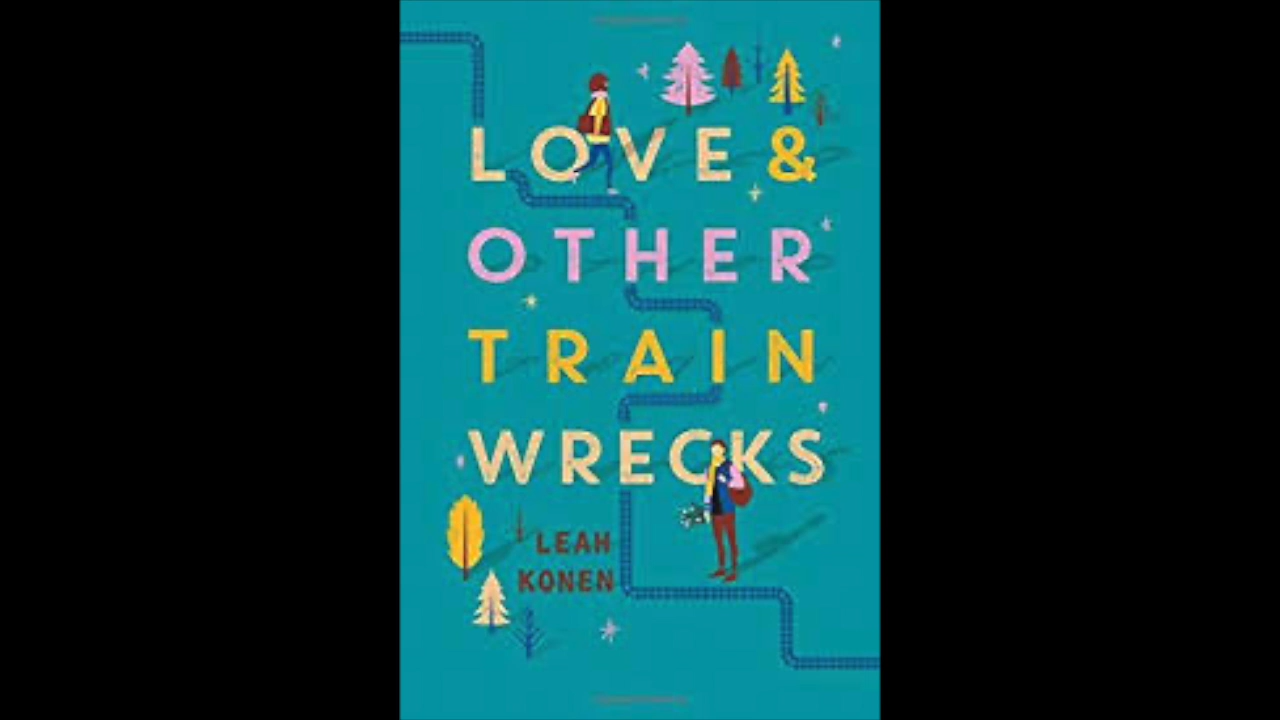 LOVE &
OTHER
TRAIN
WRECKS
LEAH
KONEN